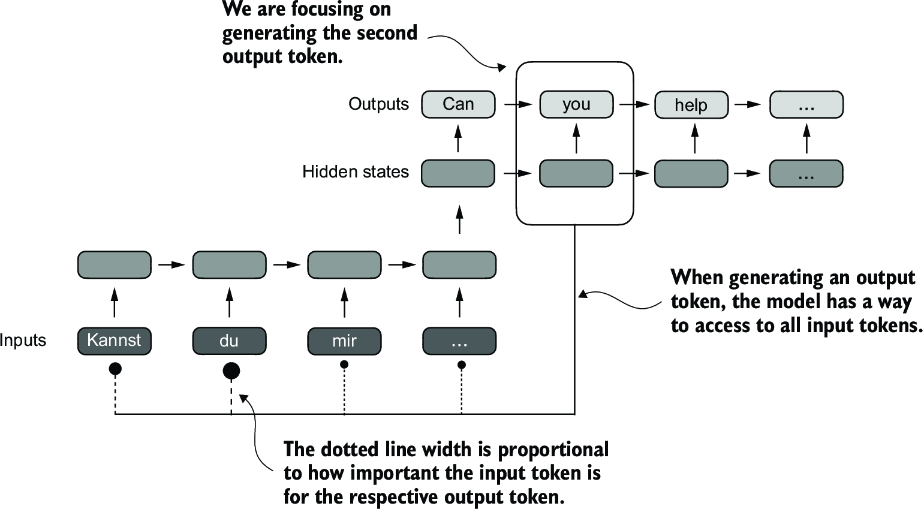 We are focusing on
generating the second
output token.
Outputs
Can
you
help
...
Hidden states
...
When generating an output
token, the model has a way
to access to all input tokens.
Inputs
Kannst
du
mir
...
The dotted line width is proportional
to how important the input token is
for the respective output token.